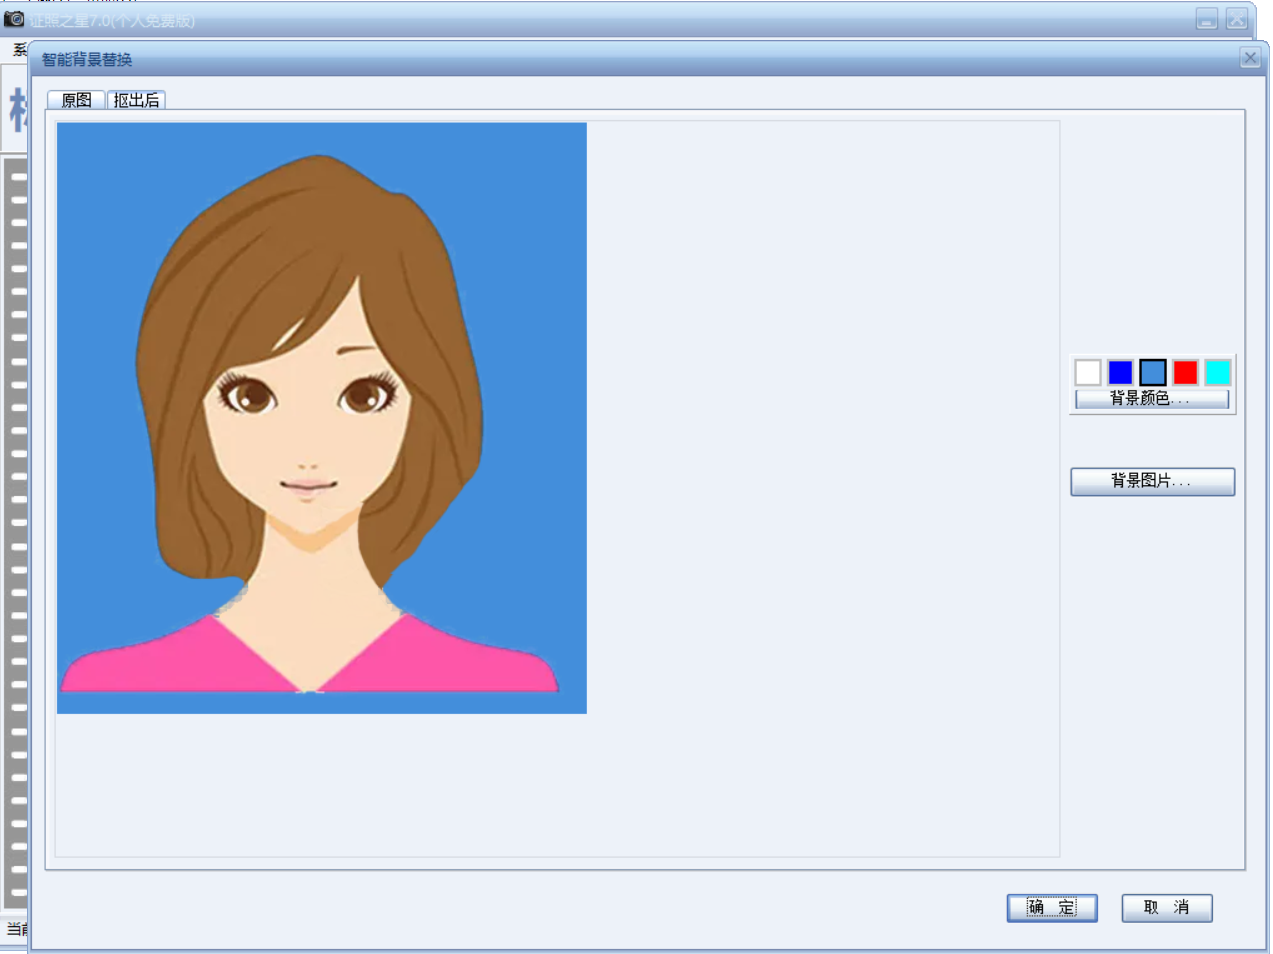 证照之星7.0(个人免费版)
系
智能背景替换
原图 抠出后
背景颜色...
背景图片...
确 定 取 消
当前